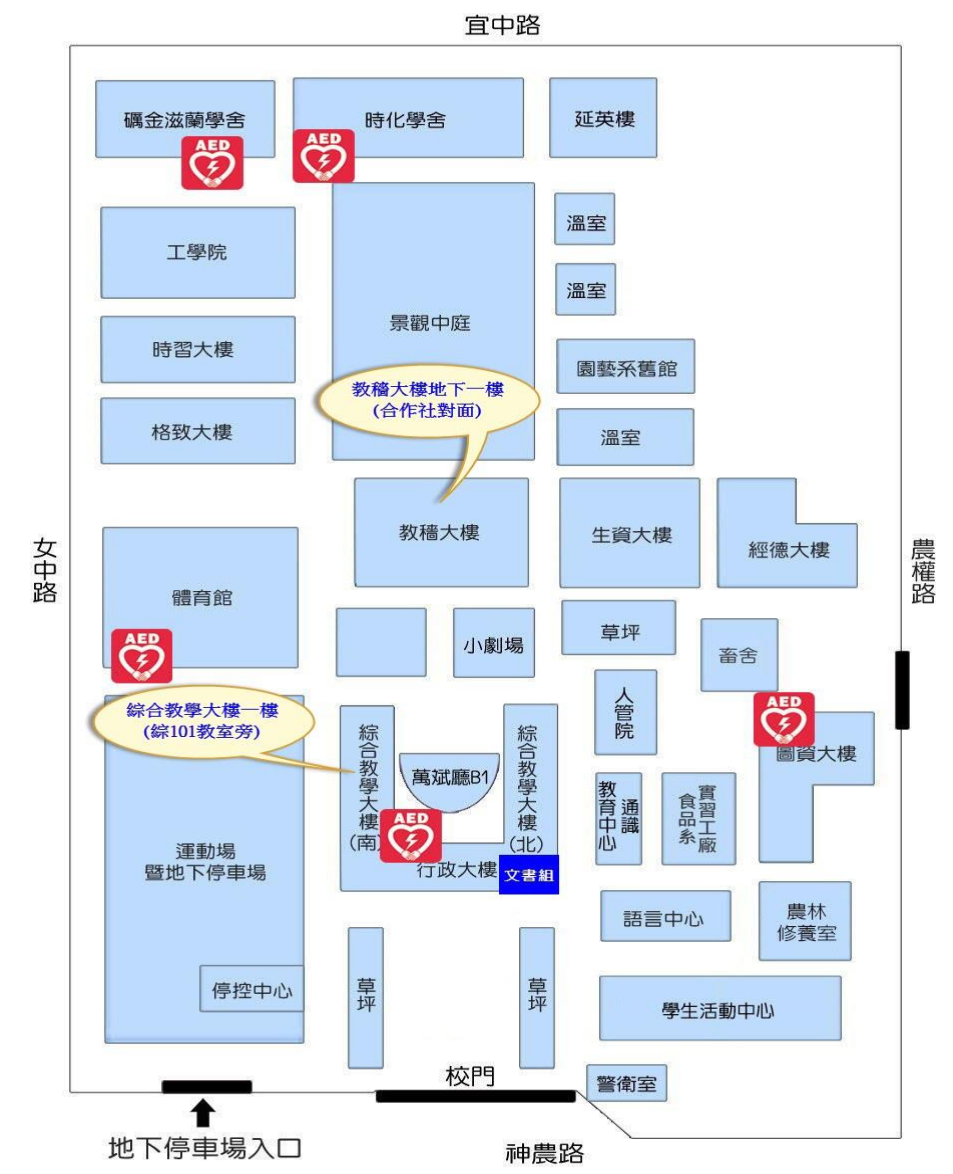 宜中路
礪金滋蘭學舍
時化學舍
延英樓
AED
AED
工學院
溫室
溫室
景觀中庭
時習大樓
園藝系舊館
教穡大樓地下一樓
(合作社對面)
格致大樓
溫室
教穡大樓
生資大樓
經德大樓
女中路
農權路
體育館
小劇場
草坪
畜舍
AED
人管院
AED
綜合教學大樓一樓
(綜101教室旁)
綜合教學大樓(南)
萬斌廳B1
綜合教學大樓(北)
圖資大樓
通識
教育中心
實習工廠
食品系
AED
運動場
暨地下停車場
行政大樓
文書組
語言中心
農林
修養室
停控中心
草坪
草坪
學生活動中心
校門
警衛室
地下停車場入口
神農路